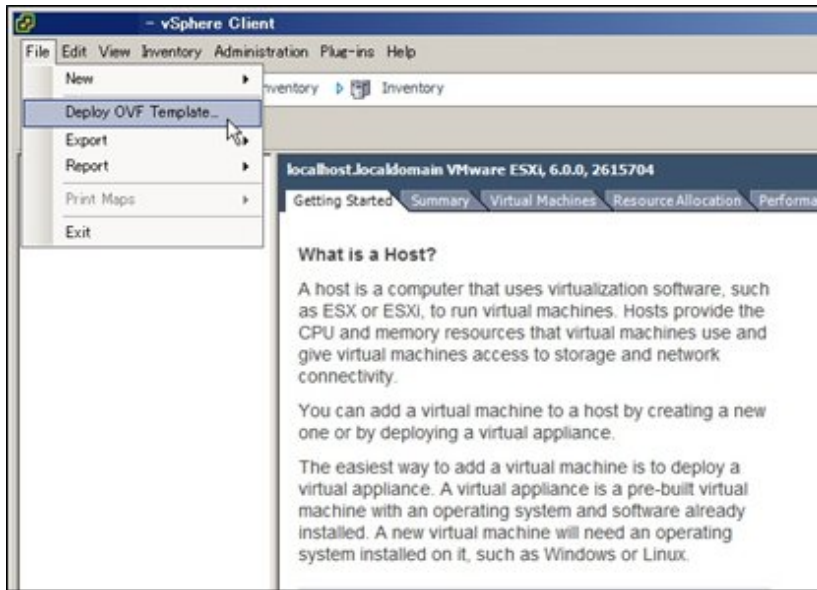 - vSphere Client
File Edit View Inventory Administration Plug-ins Help
New
Inventory
Deploy OVF Template...
Export
Report
Print Maps
Exit
localhost.localdomain VMware ESXi, 6.0.0, 2615704
Getting Started Summary Virtual Machines Resource Allocation Performa
What is a Host?
A host is a computer that uses virtualization software, such
as ESX or ESXi, to run virtual machines. Hosts provide the
CPU and memory resources that virtual machines use and
give virtual machines access to storage and network
connectivity.
You can add a virtual machine to a host by creating a new
one or by deploying a virtual appliance.
The easiest way to add a virtual machine is to deploy a
virtual appliance. A virtual appliance is a pre-built virtual
machine with an operating system and software already
installed. A new virtual machine will need an operating
system installed on it, such as Windows or Linux.